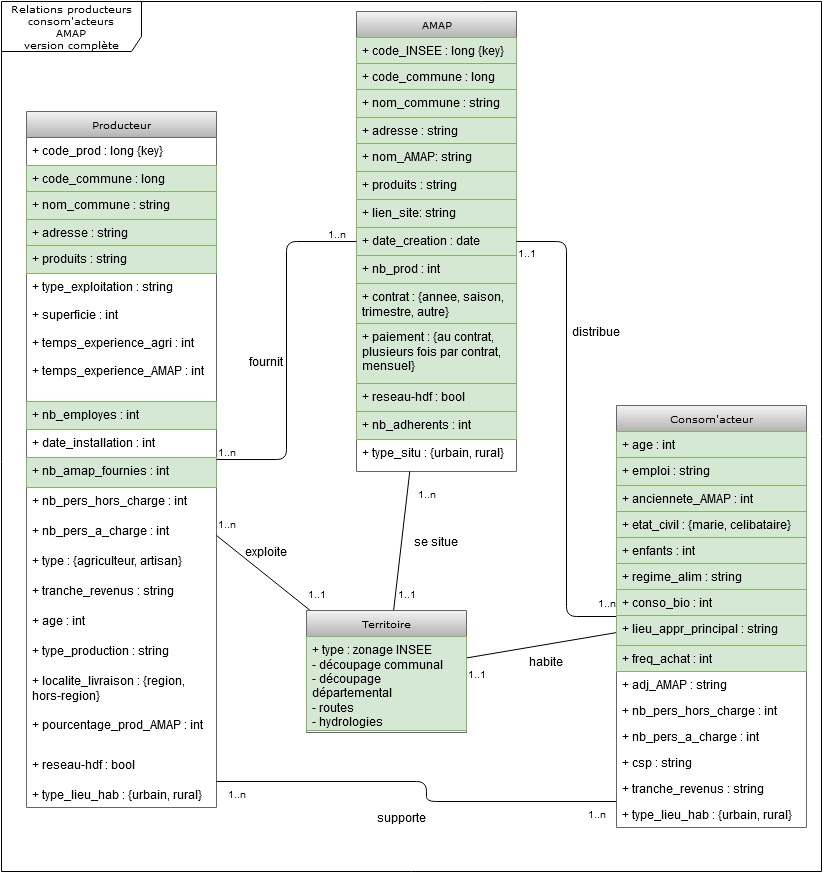 Relations producteurs
consom'acteurs
AMAP
version complète
AMAP
+ code_INSEE : long {key}
+ code_commune : long
+ nom_commune : string
+ adresse : string
+ nom_AMAP: string
+ produits : string
+ lien_site: string
+ date_creation : date
+ nb_prod : int
+ contrat : {annee, saison,
trimestre, autre}
+ paiement : {au contrat,
plusieurs fois par contrat,
mensuel}
+ reseau-hdf : bool
+ nb_adherents : int
+ type_situ : {urbain, rural}
Producteur
+ code_prod : long {key}
+ code_commune : long
+ nom_commune : string
+ adresse : string
+ produits : string
+ type_exploitation : string
+ superficie : int
+ temps_experience_agri : int
+ temps_experience_AMAP : int
+ nb_employes : int
+ date_installation : int
+ nb_amap_fournies : int
+ nb_pers_hors_charge : int
+ nb_pers_a_charge : int
+ type : {agriculteur, artisan}
+ tranche_revenus : string
+ age : int
+ type_production : string
+ localite_livraison : {region,
hors-region}
+ pourcentage_prod_AMAP : int
+ reseau-hdf : bool
+ type_lieu_hab : {urbain, rural}
1..n
fournit
1..n
1..1
distribue
1..n
1..n
se situe
1..1
1..n
exploite
1..1
Territoire
+ type : zonage INSEE
- découpage communal
- découpage
départemental
- routes
- hydrologies
habite
1..1
Consom'acteur
+ age : int
+ emploi : string
+ anciennete_AMAP : int
+ etat_civil : {marie, celibataire}
+ enfants : int
+ regime_alim : string
+ conso_bio : int
+ lieu_appr_principal : string
+ freq_achat : int
+ adj_AMAP : string
+ nb_pers_hors_charge : int
+ nb_pers_a_charge : int
+ csp : string
+ tranche_revenus : string
+ type_lieu_hab : {urbain, rural}
1..n
supporte
1..n